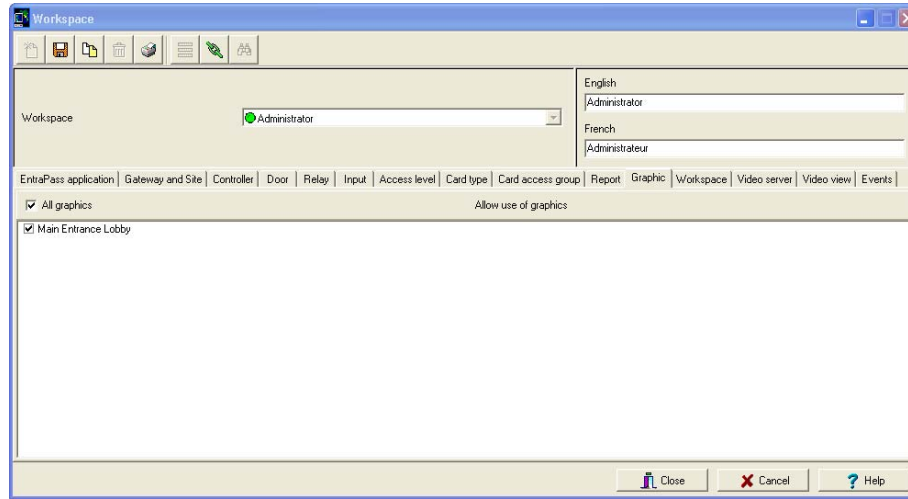 Workspace
English
Administrator
Workspace Administrator
French
Administrateur
EntraPass application Gateway and Site Controller Door Relay Input Access level Card type Card access group Report Graphic Workspace Video server Video view Events
All graphics Allow use of graphics
Main Entrance Lobby
Close Cancel Help